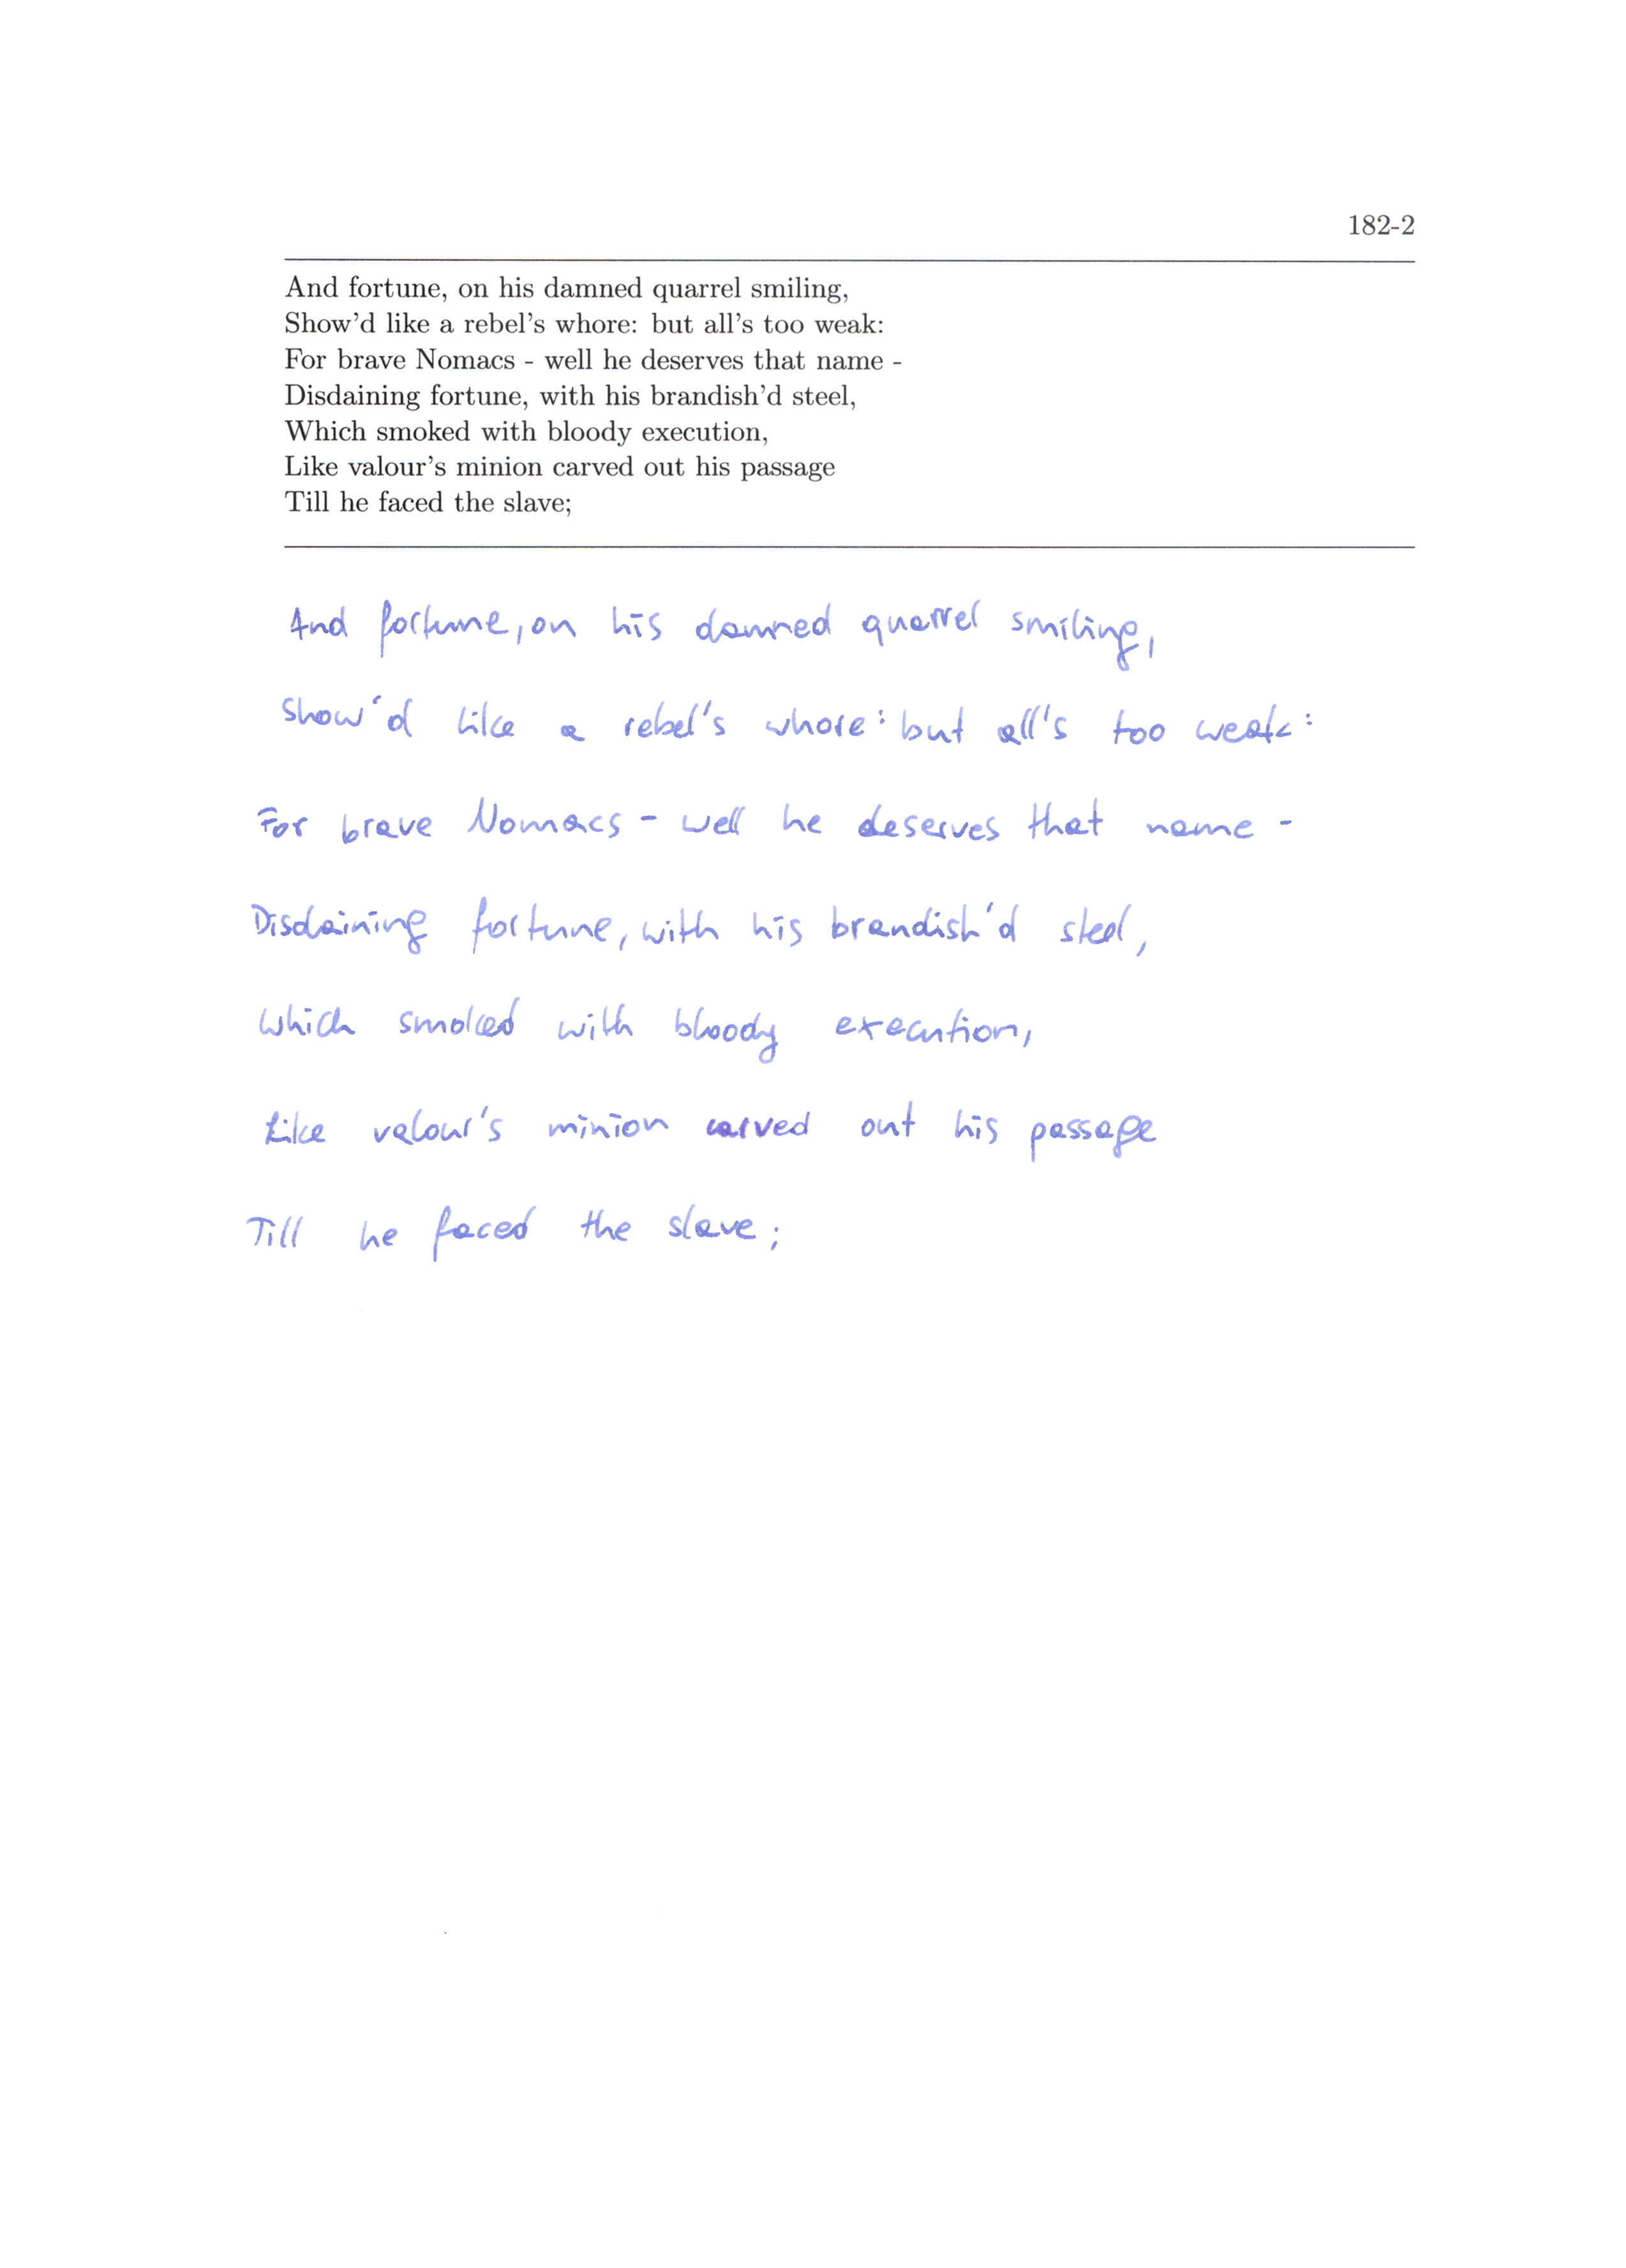 182-2
And fortune, on his damned quarrel smiling,
Show'd like a rebel's whore: but all's too weak:
For brave Nomacs - well he deserves that name -
Disdaining fortune, with his brandish'd steel,
Which smoked with bloody execution,
Like valour's minion carved out his passage
Till he faced the slave;
And fortune, on his damned quarrel smiling,
Show'd like a rebel's whore: but all's too weak:
For brave Nomacs - well he deserves that name -
Disdaining fortune, with his brandish'd steel,
Which smoked with bloody execution,
Like valour's minion carved out his passage
Till he faced the slave;